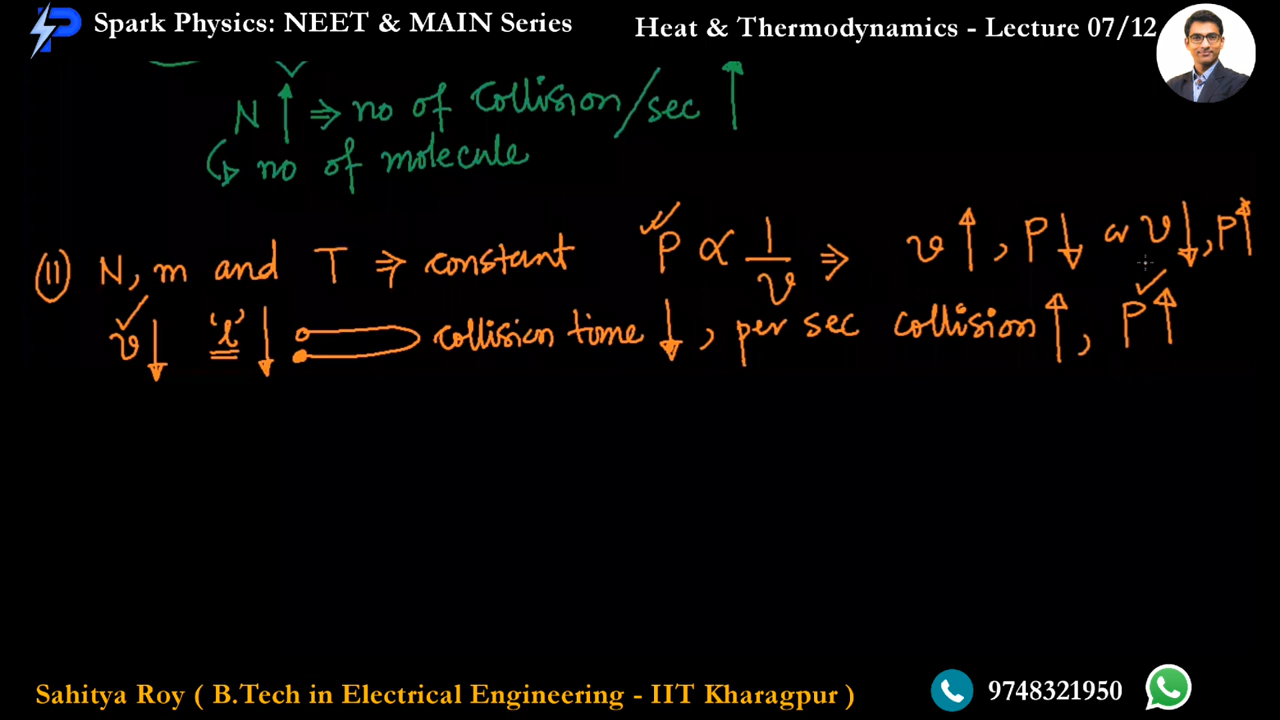 Spark Physics: NEET & MAIN Series
Heat & Thermodynamics - Lecture 07/12
N ↑ ⇒ no of collision/sec ↑
↳ no of molecule
(ii) N, m and T ⇒ constant P ∝ 1/v ⇒ v ↑, P ↓ or v ↓, P ↑
v ↓ 'l' ↓ collision time ↓, per sec collision ↑, P ↑
Sahitya Roy ( B.Tech in Electrical Engineering - IIT Kharagpur )
9748321950